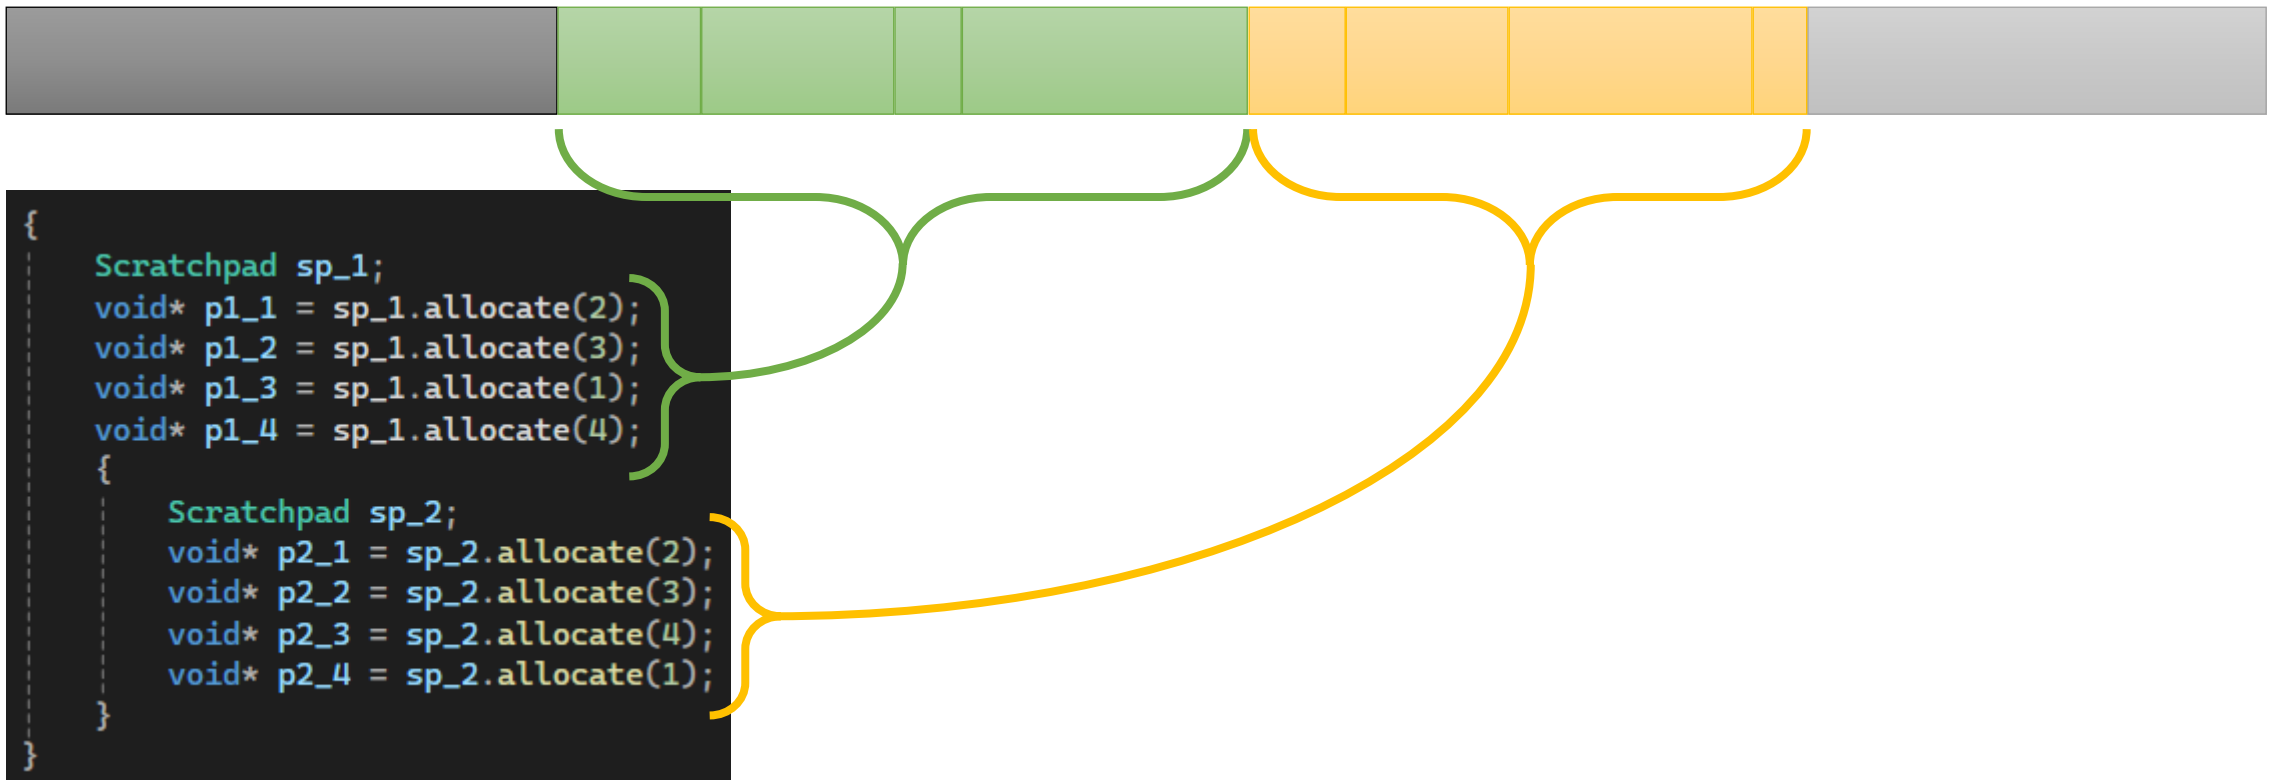 {
Scratchpad sp_1;
void* p1_1 = sp_1.allocate(2);
void* p1_2 = sp_1.allocate(3);
void* p1_3 = sp_1.allocate(1);
void* p1_4 = sp_1.allocate(4);
{
Scratchpad sp_2;
void* p2_1 = sp_2.allocate(2);
void* p2_2 = sp_2.allocate(3);
void* p2_3 = sp_2.allocate(4);
void* p2_4 = sp_2.allocate(1);
}
}